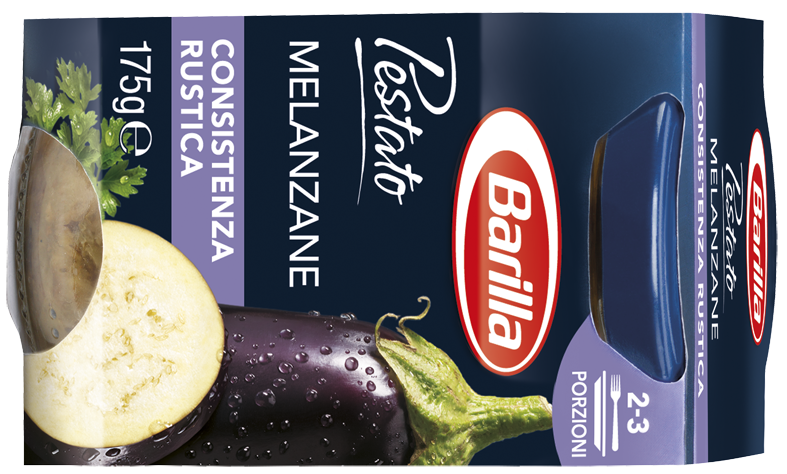 Barilla
Pestato
MELANZANE
CONSISTENZA RUSTICA
Barilla
2-3
PORZIONI
Pestato
MELANZANE
CONSISTENZA
RUSTICA
175g e